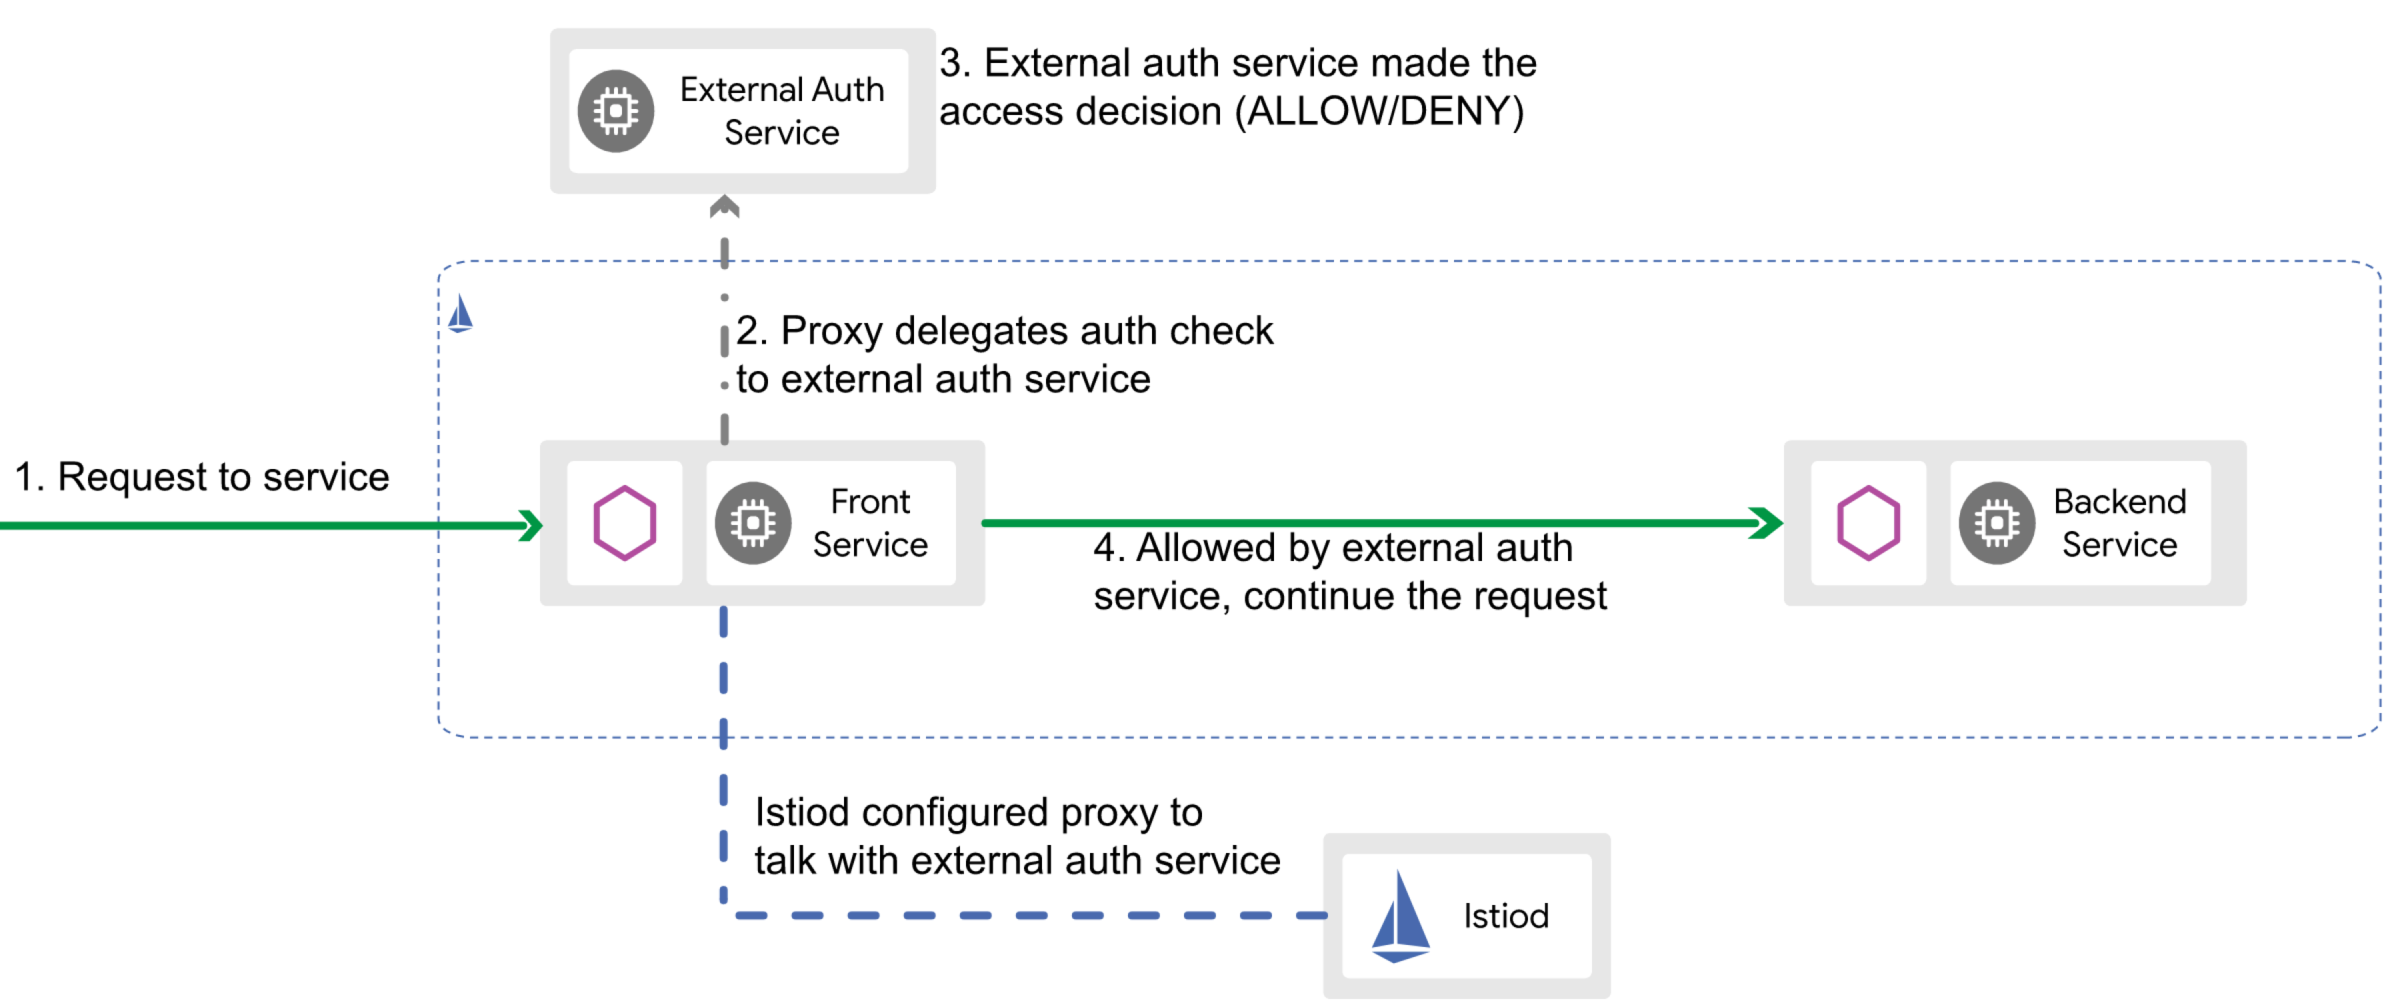 External Auth
Service
3. External auth service made the
access decision (ALLOW/DENY)
2. Proxy delegates auth check
to external auth service
1. Request to service
Front
Service
4. Allowed by external auth
service, continue the request
Backend
Service
Istiod configured proxy to
talk with external auth service
Istiod